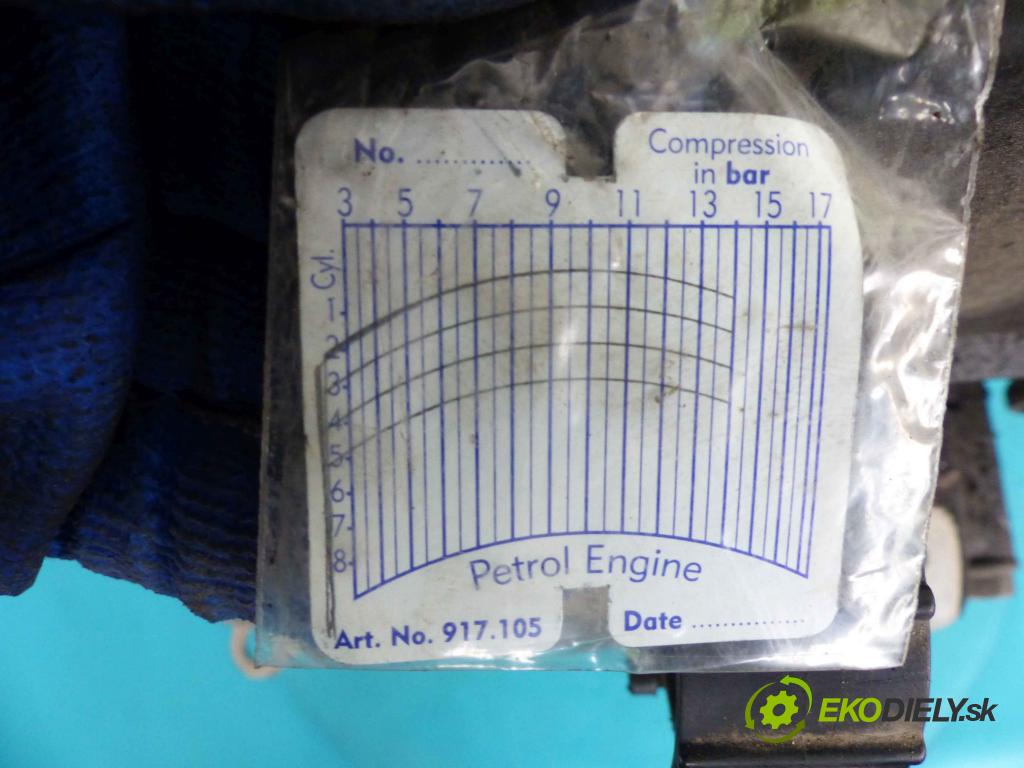 No. ..............
Compression
in bar
3 5 7 9 11 13 15 17
Cyl.
1
2
3
4
5
6
7
8
Petrol Engine
Art. No. 917.105
Date ...............
EKODIELY.sk